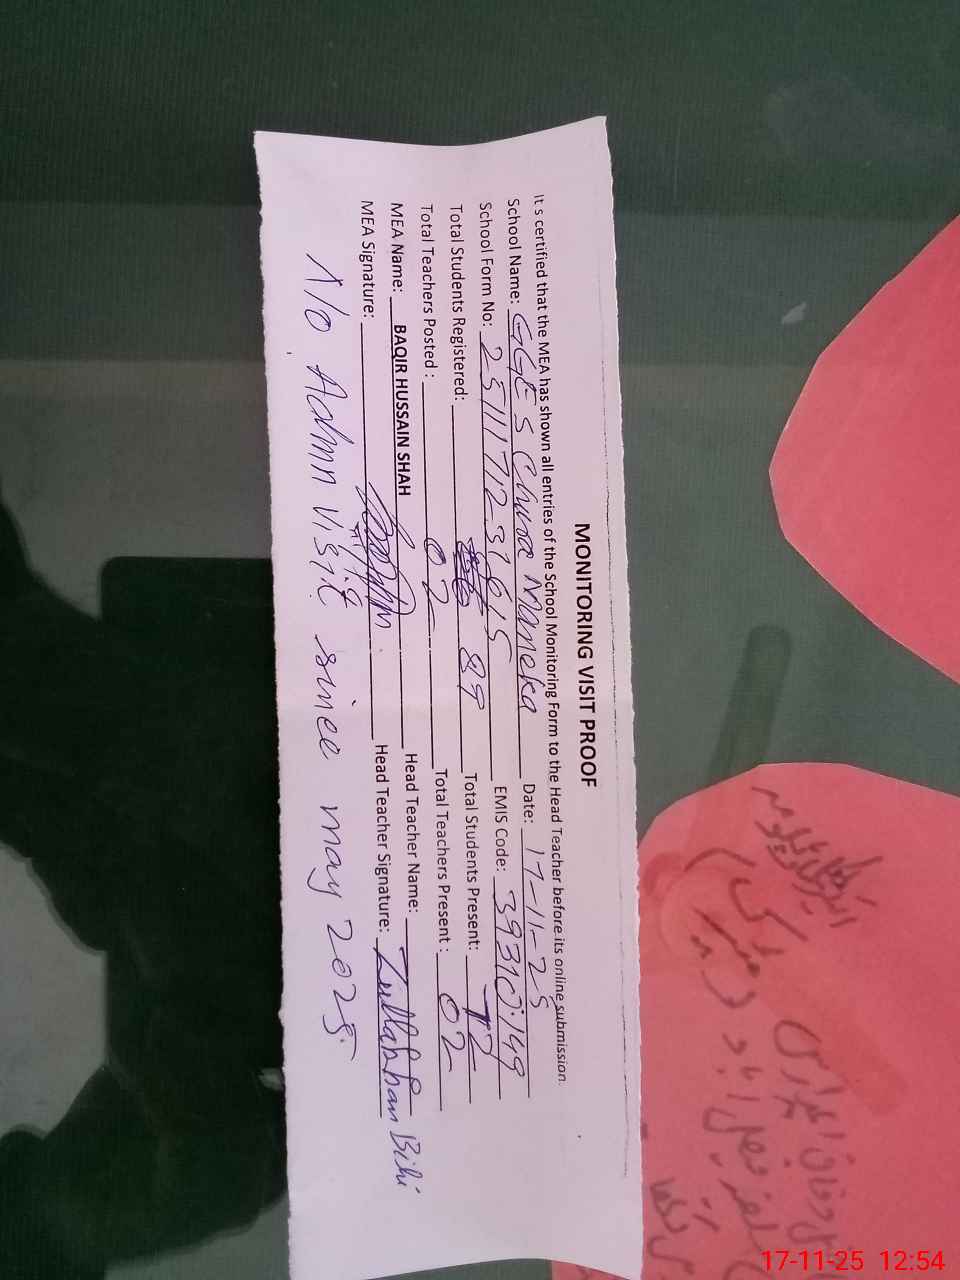 MONITORING VISIT PROOF
It s certified that the MEA has shown all entries of the School Monitoring Form to the Head Teacher before its online submission.
School Name: GGES Chura Maneka Date: 17-11-25
School Form No: EMIS Code: 39310149
Total Students Registered: 89 Total Students Present: 72
Total Teachers Posted : 02 Total Teachers Present : 02
MEA Name: BAQIR HUSSAIN SHAH Head Teacher Name:
MEA Signature: Head Teacher Signature: Bibi
N/o Admn Visit since may 2025.
17-11-25 12:54